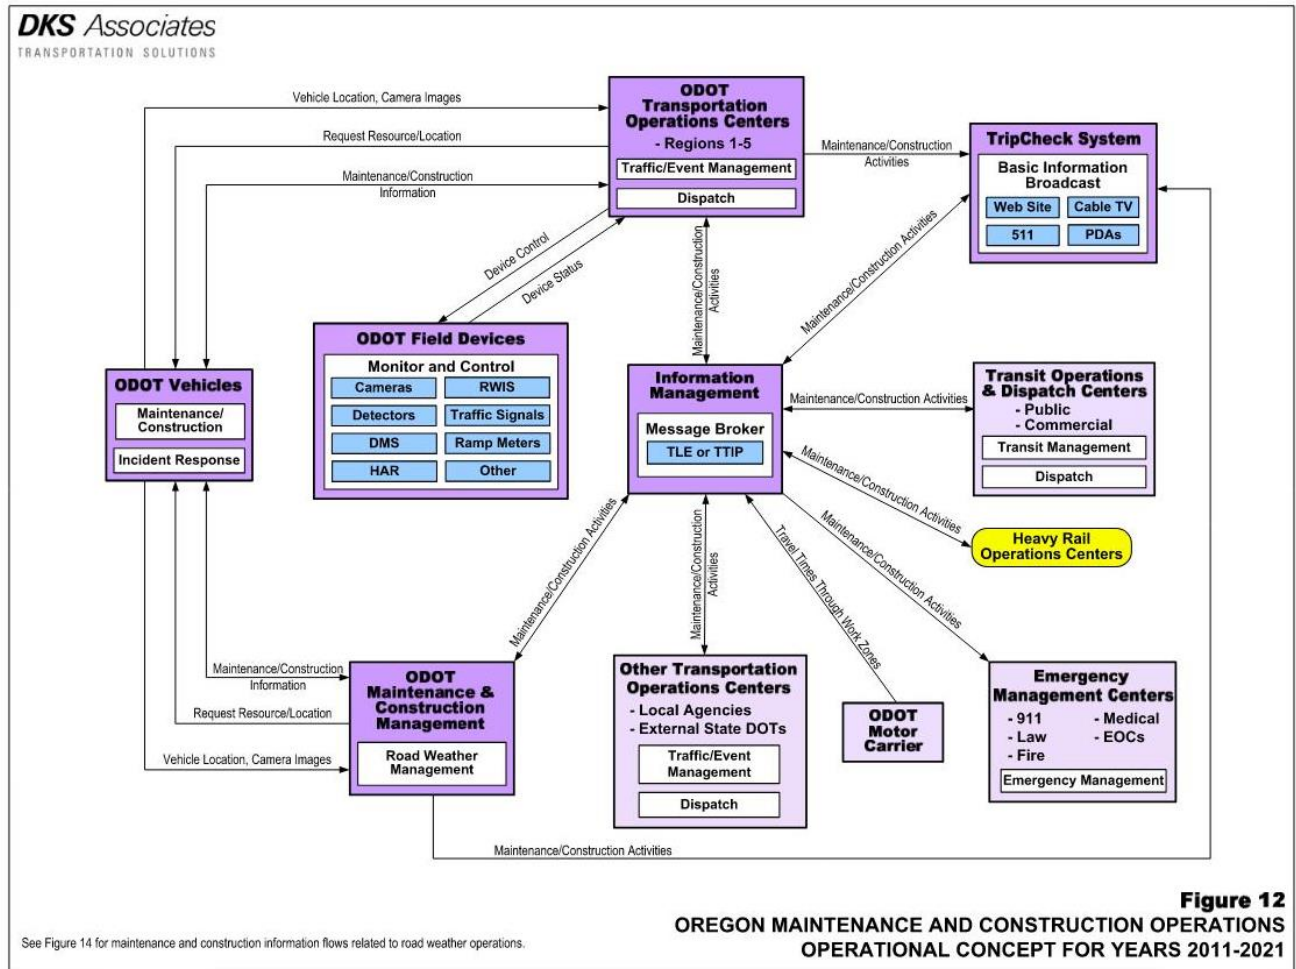 DKS Associates
TRANSPORTATION SOLUTIONS
Vehicle Location, Camera Images
Request Resource/Location
Maintenance/Construction
Information
ODOT
Transportation
Operations Centers
- Regions 1-5
Traffic/Event Management
Dispatch
Maintenance/Construction
Activities
TripCheck System
Basic Information
Broadcast
Web Site
Cable TV
511
PDAs
Device Control
Device Status
Maintenance/Construction
Activities
Maintenance/Construction Activities
ODOT Field Devices
Monitor and Control
Cameras
RWIS
Detectors
Traffic Signals
DMS
Ramp Meters
HAR
Other
ODOT Vehicles
Maintenance/
Construction
Incident Response
Information
Management
Message Broker
TLE or TTIP
Maintenance/Construction Activities
Transit Operations
& Dispatch Centers
- Public
- Commercial
Transit Management
Dispatch
Maintenance/Construction Activities
Heavy Rail
Operations Centers
Maintenance/Construction Activities
Maintenance/Construction
Activities
Travel Times Through Work Zones
Maintenance/Construction Activities
Maintenance/Construction
Information
Request Resource/Location
Vehicle Location, Camera Images
ODOT
Maintenance &
Construction
Management
Road Weather
Management
Other Transportation
Operations Centers
- Local Agencies
- External State DOTs
Traffic/Event
Management
Dispatch
ODOT
Motor
Carrier
Emergency
Management Centers
- 911
- Medical
- Law
- EOCs
- Fire
Emergency Management
Maintenance/Construction Activities
Figure 12
OREGON MAINTENANCE AND CONSTRUCTION OPERATIONS
OPERATIONAL CONCEPT FOR YEARS 2011-2021
See Figure 14 for maintenance and construction information flows related to road weather operations.